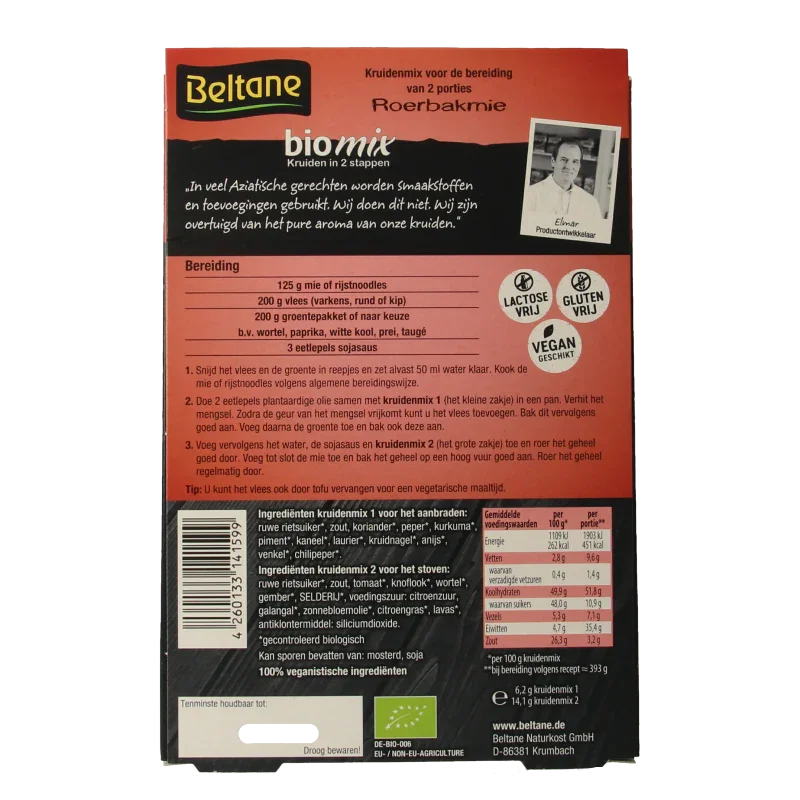 Beltane
Kruidenmix voor de bereiding
van 2 porties
Roerbakmie
biomix
Kruiden in 2 stappen
„In veel Aziatische gerechten worden smaakstoffen
en toevoegingen gebruikt. Wij doen dit niet. Wij zijn
overtuigd van het pure aroma van onze kruiden.“
Elmar
Productontwikkelaar
Bereiding
125 g mie of rijstnoodles
200 g vlees (varkens, rund of kip)
200 g groentepakket of naar keuze
b.v. wortel, paprika, witte kool, prei, taugé
3 eetlepels sojasaus
LACTOSE
VRIJ
GLUTEN
VRIJ
VEGAN
GESCHIKT
1. Snijd het vlees en de groente in reepjes en zet alvast 50 ml water klaar. Kook de
mie of rijstnoodles volgens algemene bereidingswijze.
2. Doe 2 eetlepels plantaardige olie samen met kruidenmix 1 (het kleine zakje) in een pan. Verhit het
mengsel. Zodra de geur van het mengsel vrijkomt kunt u het vlees toevoegen. Bak dit vervolgens
goed aan. Voeg daarna de groente toe en bak ook deze aan.
3. Voeg vervolgens het water, de sojasaus en kruidenmix 2 (het grote zakje) toe en roer het geheel
goed door. Voeg tot slot de mie toe en bak het geheel op een hoog vuur goed aan. Roer het geheel
regelmatig door.
Tip: U kunt het vlees ook door tofu vervangen voor een vegetarische maaltijd.
4 260133 141599
Ingrediënten kruidenmix 1 voor het aanbraden:
ruwe rietsuiker*, zout, koriander*, peper*, kurkuma*,
piment*, kaneel*, laurier*, kruidnagel*, anijs*,
venkel*, chilipeper*.
Ingrediënten kruidenmix 2 voor het stoven:
ruwe rietsuiker*, zout, tomaat*, knoflook*, wortel*,
gember*, SELDERIJ*, voedingszuur: citroenzuur,
galangal*, zonnebloemolie*, citroengras*, lavas*,
antiklontermiddel: siliciumdioxide.
*gecontroleerd biologisch
Kan sporen bevatten van: mosterd, soja
100% veganistische ingrediënten
Gemiddelde voedingswaarden per 100 g* per portie**
Energie 1109 kJ 262 kcal 1903 kJ 451 kcal
Vetten 2,8 g 9,6 g
waarvan verzadigde vetzuren 0,4 g 1,4 g
Koolhydraten 49,9 g 51,8 g
waarvan suikers 48,0 g 10,9 g
Vezels 5,3 g 7,1 g
Eiwitten 4,7 g 35,4 g
Zout 26,3 g 3,2 g
*per 100 g kruidenmix
**bij bereiding volgens recept ≈ 393 g
℮ 6,2 g kruidenmix 1
14,1 g kruidenmix 2
Tenminste houdbaar tot:
Droog bewaren!
DE-BIO-006
EU- / NON-EU-AGRICULTURE
www.beltane.de
Beltane Naturkost GmbH
D-86381 Krumbach